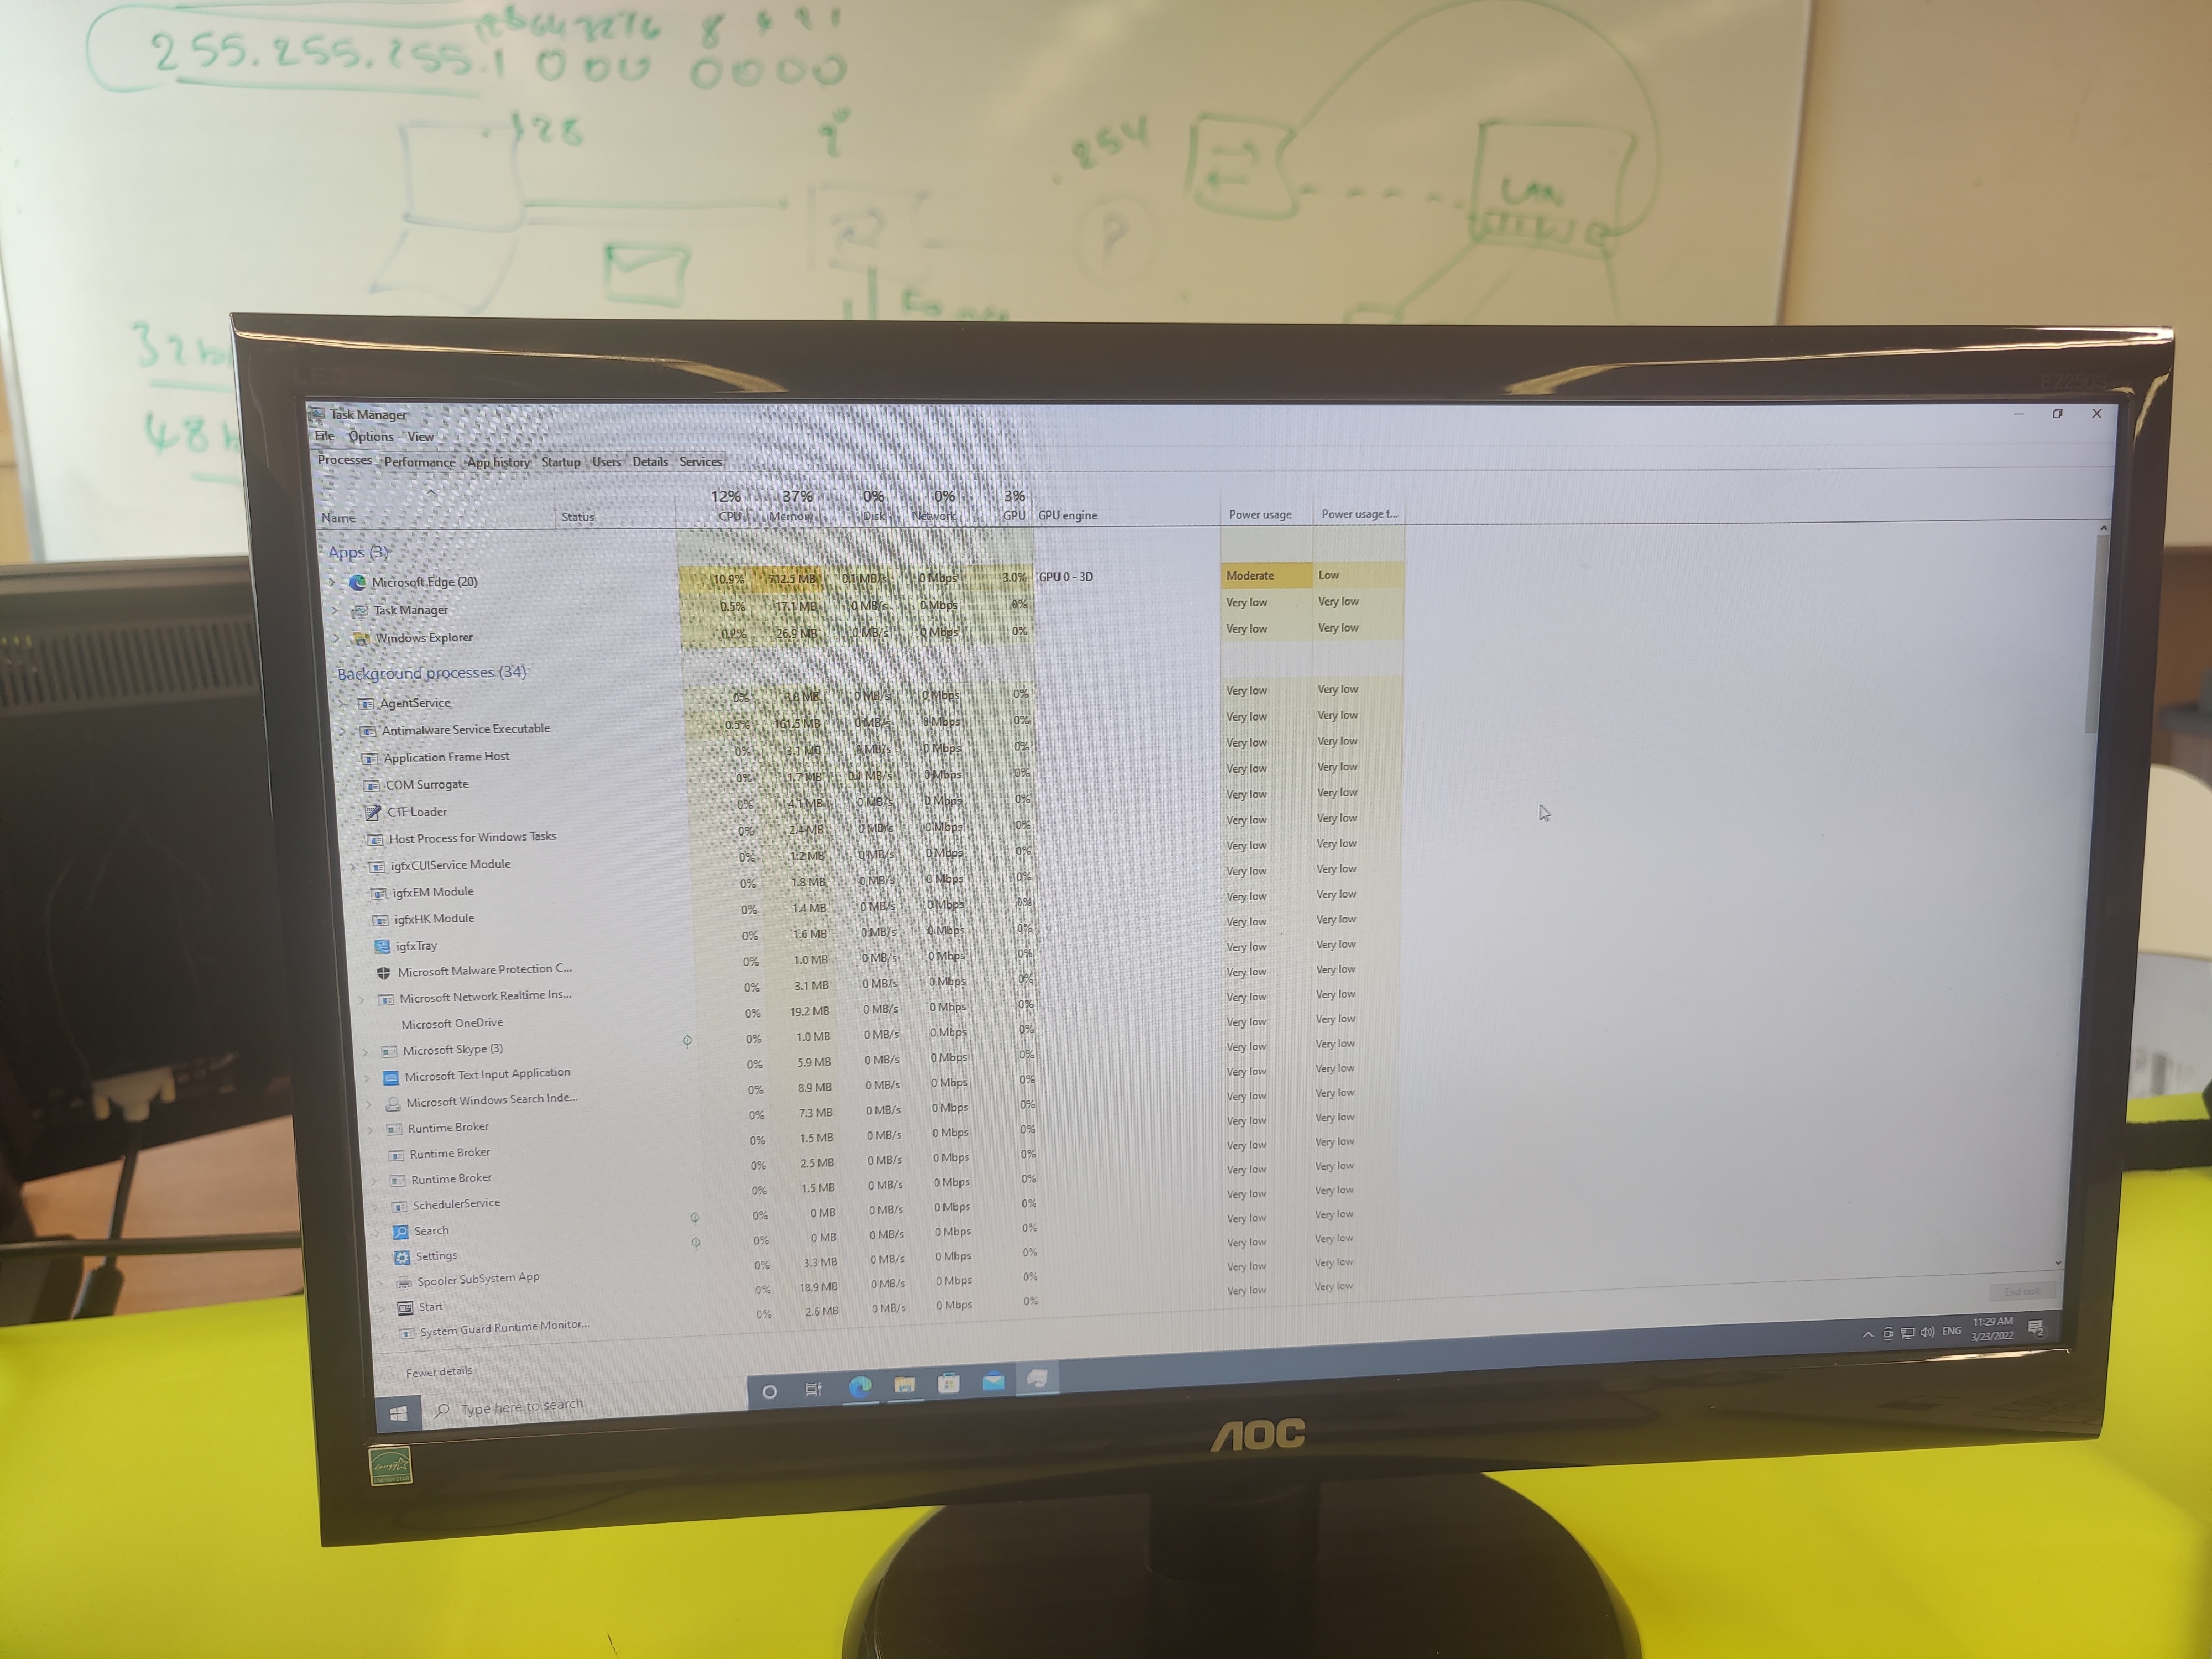 128 64 32 16 8 4 2 1
255.255.255.1 000 0000
128
254
LAN
32
48
E2250S
Task Manager
File Options View
Processes Performance App history Startup Users Details Services
12% 37% 0% 0% 3%
Name Status CPU Memory Disk Network GPU GPU engine Power usage Power usage t...
Apps (3)
Microsoft Edge (20) 10.9% 712.5 MB 0.1 MB/s 0 Mbps 3.0% GPU 0 - 3D Moderate Low
Task Manager 0.5% 17.1 MB 0 MB/s 0 Mbps 0% Very low Very low
Windows Explorer 0.2% 26.9 MB 0 MB/s 0 Mbps 0% Very low Very low
Background processes (34)
AgentService 0% 3.8 MB 0 MB/s 0 Mbps 0% Very low Very low
Antimalware Service Executable 0.5% 161.5 MB 0 MB/s 0 Mbps 0% Very low Very low
Application Frame Host 0% 3.1 MB 0 MB/s 0 Mbps 0% Very low Very low
COM Surrogate 0% 1.7 MB 0.1 MB/s 0 Mbps 0% Very low Very low
CTF Loader 0% 4.1 MB 0 MB/s 0 Mbps 0% Very low Very low
Host Process for Windows Tasks 0% 2.4 MB 0 MB/s 0 Mbps 0% Very low Very low
igfxCUIService Module 0% 1.2 MB 0 MB/s 0 Mbps 0% Very low Very low
igfxEM Module 0% 1.8 MB 0 MB/s 0 Mbps 0% Very low Very low
igfxHK Module 0% 1.4 MB 0 MB/s 0 Mbps 0% Very low Very low
igfxTray 0% 1.6 MB 0 MB/s 0 Mbps 0% Very low Very low
Microsoft Malware Protection C... 0% 1.0 MB 0 MB/s 0 Mbps 0% Very low Very low
Microsoft Network Realtime Ins... 0% 3.1 MB 0 MB/s 0 Mbps 0% Very low Very low
Microsoft OneDrive 0% 19.2 MB 0 MB/s 0 Mbps 0% Very low Very low
Microsoft Skype (3) 0% 1.0 MB 0 MB/s 0 Mbps 0% Very low Very low
Microsoft Text Input Application 0% 5.9 MB 0 MB/s 0 Mbps 0% Very low Very low
Microsoft Windows Search Inde... 0% 8.9 MB 0 MB/s 0 Mbps 0% Very low Very low
Runtime Broker 0% 7.3 MB 0 MB/s 0 Mbps 0% Very low Very low
Runtime Broker 0% 1.5 MB 0 MB/s 0 Mbps 0% Very low Very low
Runtime Broker 0% 2.5 MB 0 MB/s 0 Mbps 0% Very low Very low
SchedulerService 0% 1.5 MB 0 MB/s 0 Mbps 0% Very low Very low
Search 0% 0 MB 0 MB/s 0 Mbps 0% Very low Very low
Settings 0% 0 MB 0 MB/s 0 Mbps 0% Very low Very low
Spooler SubSystem App 0% 3.3 MB 0 MB/s 0 Mbps 0% Very low Very low
Start 0% 18.9 MB 0 MB/s 0 Mbps 0% Very low Very low
System Guard Runtime Monitor... 0% 2.6 MB 0 MB/s 0 Mbps 0% Very low Very low
Fewer details
End task
Type here to search
ENG
11:29 AM
3/23/2022
2
AOC
ENERGY STAR